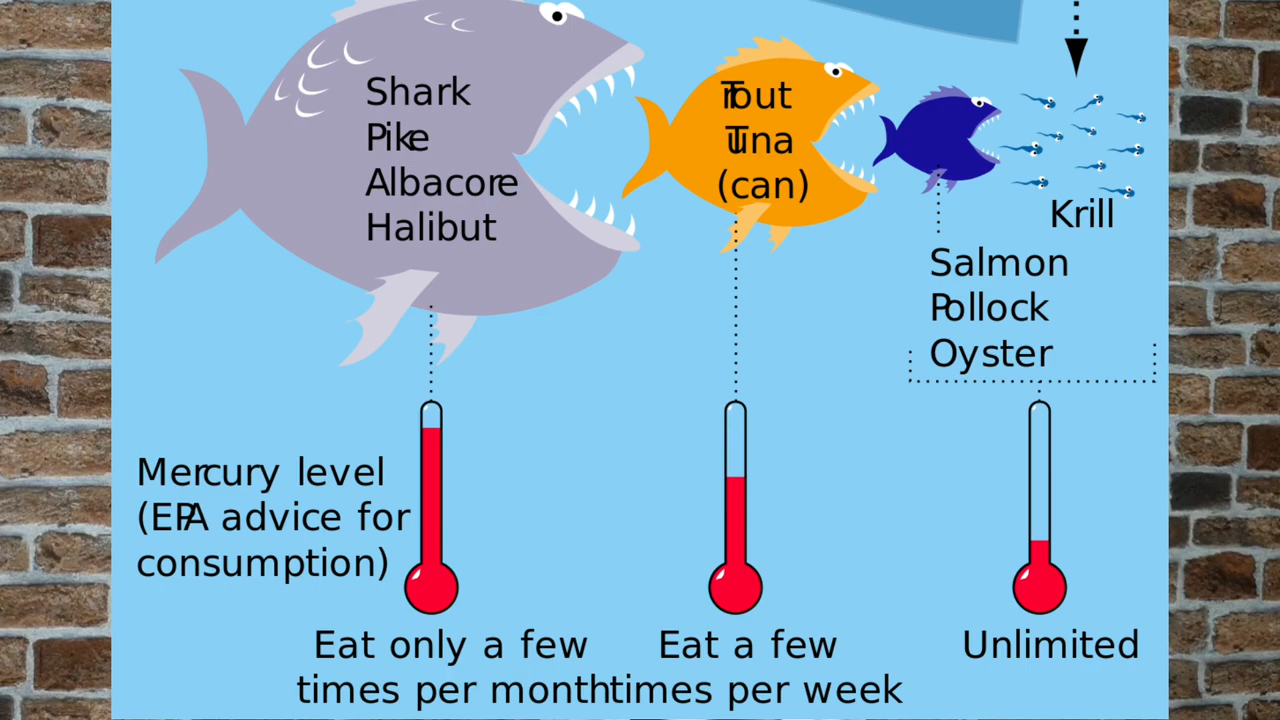 Shark
Pike
Albacore
Halibut
Trout
Tuna
(can)
Krill
Salmon
Pollock
Oyster
Mercury level
(EPA advice for
consumption)
Eat only a few
times per month
Eat a few
times per week
Unlimited